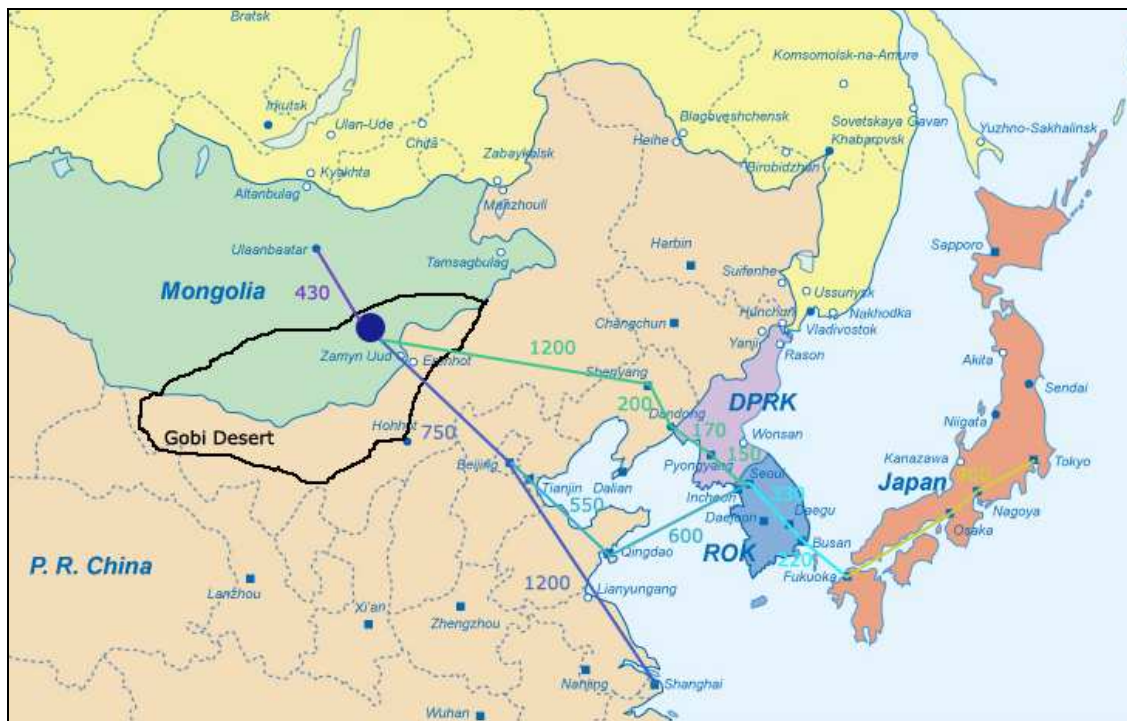 Bratsk
Komsomolsk-na-Amure
Irkutsk
Ulan-Ude
Chita
Blagoveshchensk
Sovetskaya Gavan
Yuzhno-Sakhalinsk
Heihe
Khabarovsk
Zabaykalsk
Birobidzhan
Kyakhta
Altanbulag
Manzhouli
Ulaanbaatar
Harbin
Sapporo
Tamsagbulag
Suifenhe
Mongolia
430
Ussuriysk
Hunchun
Nakhodka
Changchun
Vladivostok
Yanji
Rason
1200
Zamyn Uud
Erenhot
Akita
Shenyang
Sendai
200
DPRK
Dandong
Niigata
Hohhot
750
170
Wonsan
Gobi Desert
150
Pyongyang
Kanazawa
Tokyo
Beijing
Seoul
Tianjin
Dalian
Japan
Incheon
550
Daegu
Nagoya
Daejeon
Osaka
600
Busan
Qingdao
ROK
220
P. R. China
Fukuoka
1200
Lanzhou
Lianyungang
Xi'an
Zhengzhou
Nanjing
Shanghai
Wuhan